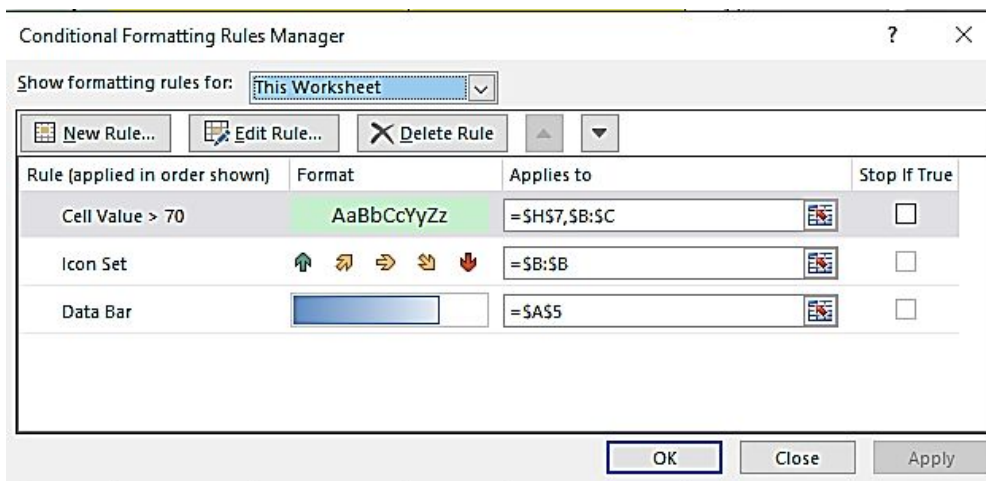 Conditional Formatting Rules Manager ? ×
Show formatting rules for: This Worksheet
New Rule... Edit Rule... Delete Rule
Rule (applied in order shown) Format Applies to Stop If True
Cell Value > 70 AaBbCcYyZz =$H$7,$B:$C
Icon Set =$B:$B
Data Bar =$A$5
OK Close Apply